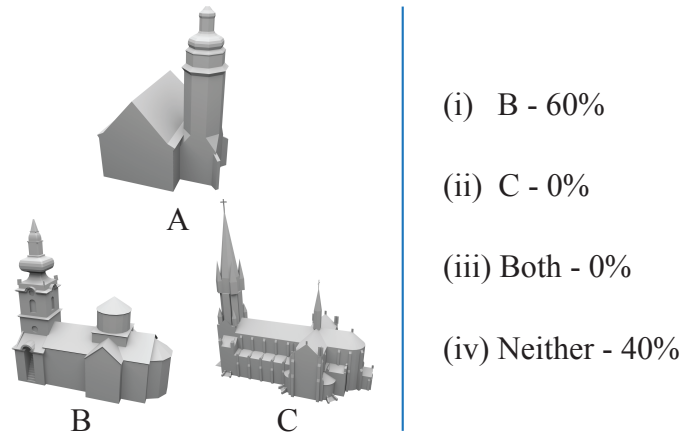 A
B
C
(i) B - 60%
(ii) C - 0%
(iii) Both - 0%
(iv) Neither - 40%